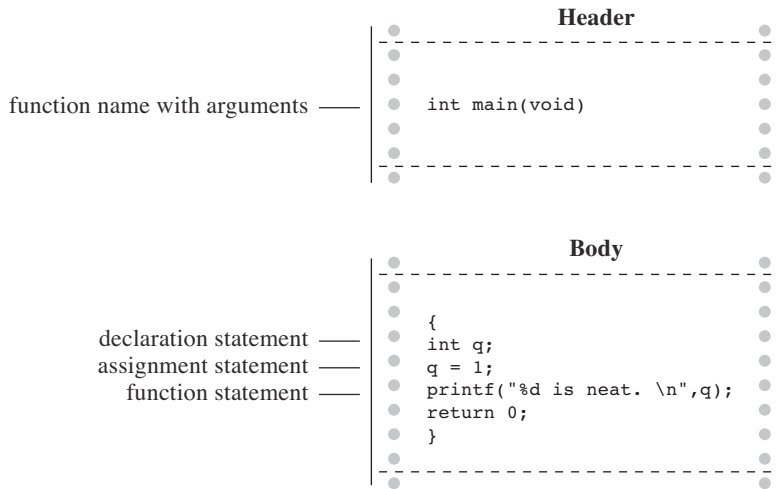 Header
function name with arguments
int main(void)
Body
{
declaration statement
int q;
assignment statement
q = 1;
function statement
printf("%d is neat. \n",q);
return 0;
}